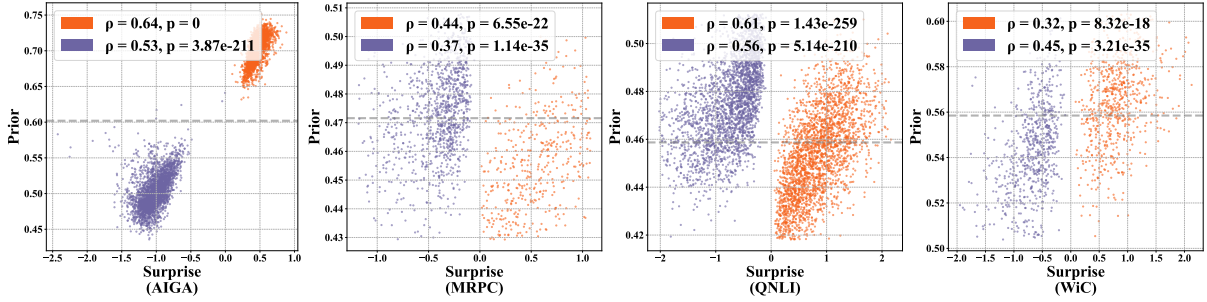 Prior
0.75
0.70
0.65
0.60
0.55
0.50
0.45
ρ = 0.64, p = 0
ρ = 0.53, p = 3.87e-211
−2.5 −2.0 −1.5 −1.0 −0.5 0.0 0.5 1.0
Surprise
(AIGA)
Prior
0.51
0.50
0.49
0.48
0.47
0.46
0.45
0.44
0.43
ρ = 0.44, p = 6.55e-22
ρ = 0.37, p = 1.14e-35
−1.0 −0.5 0.0 0.5 1.0
Surprise
(MRPC)
Prior
0.50
0.48
0.46
0.44
0.42
ρ = 0.61, p = 1.43e-259
ρ = 0.56, p = 5.14e-210
−2 −1 0 1 2
Surprise
(QNLI)
Prior
0.60
0.58
0.56
0.54
0.52
0.50
ρ = 0.32, p = 8.32e-18
ρ = 0.45, p = 3.21e-35
−2.0 −1.5 −1.0 −0.5 0.0 0.5 1.0 1.5 2.0
Surprise
(WiC)